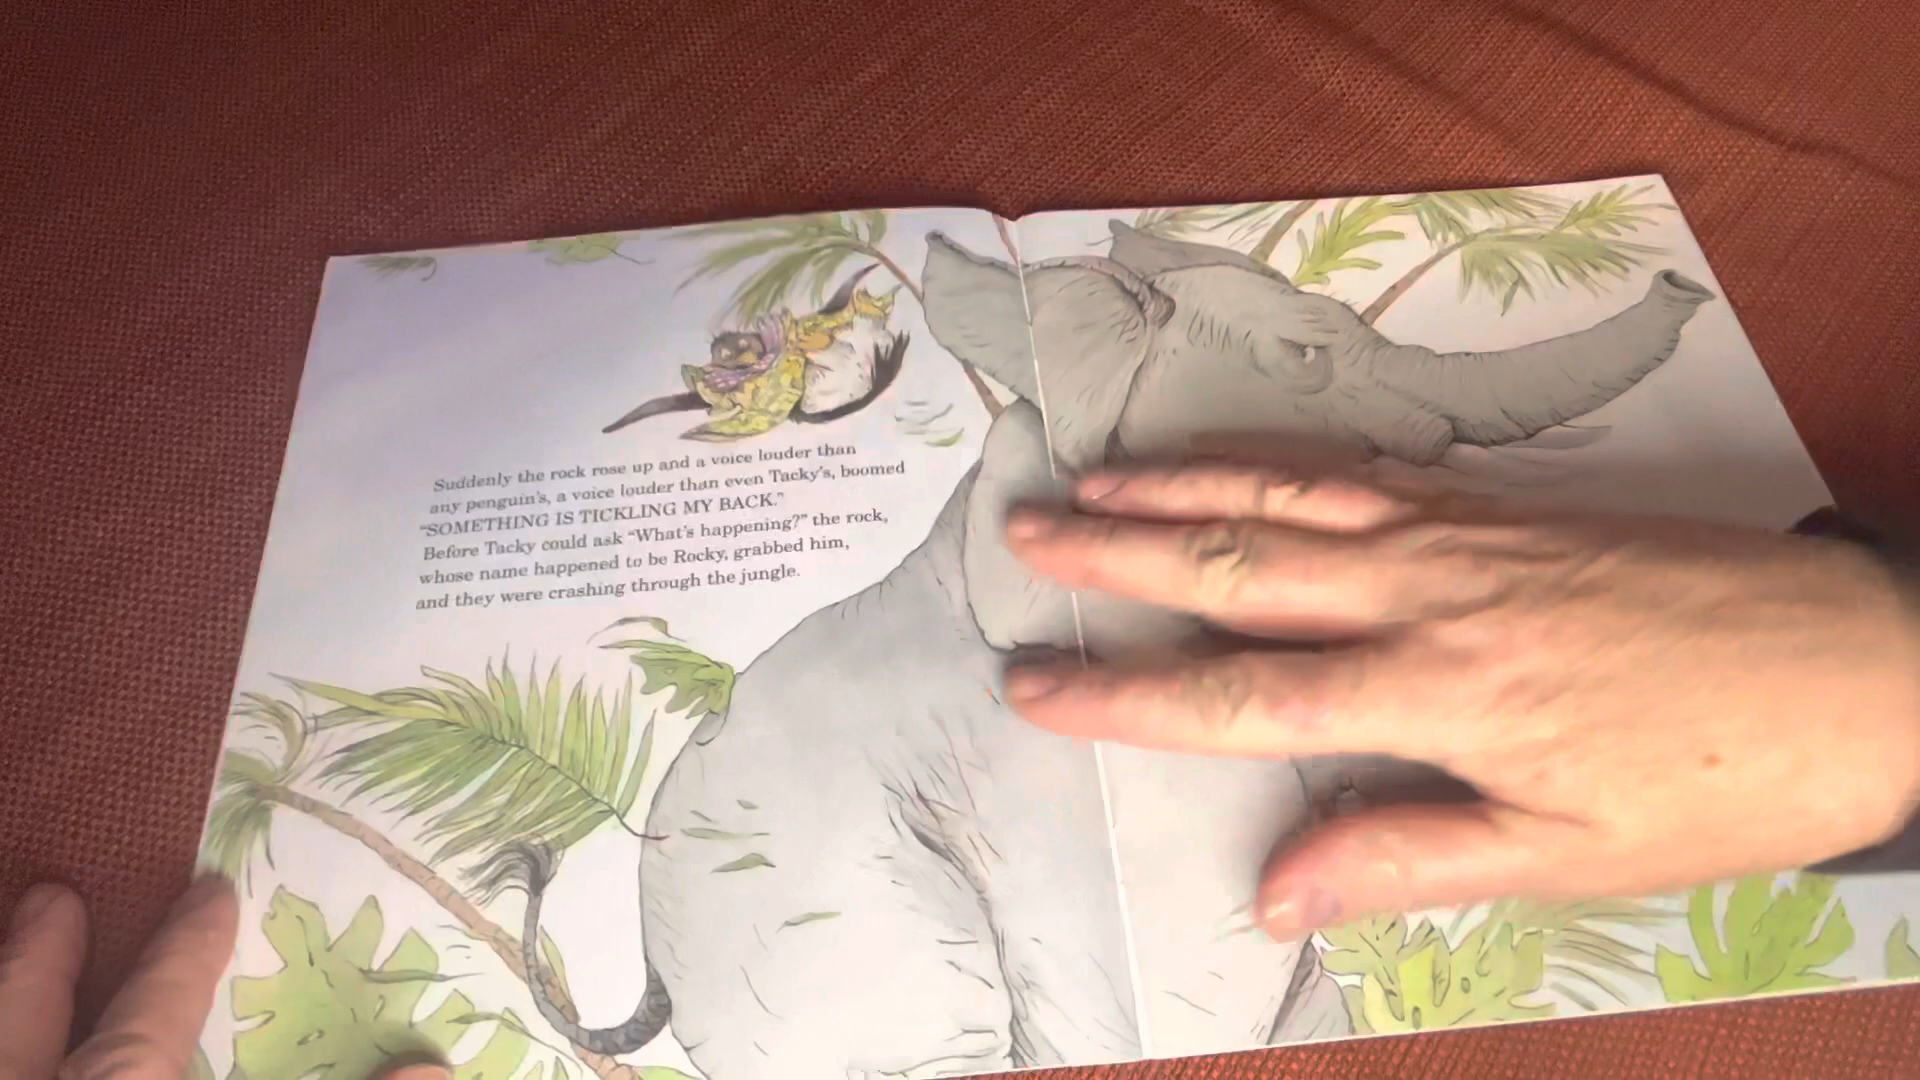 Suddenly the rock rose up and a voice louder than
any penguin's, a voice louder than even Tacky's, boomed
"SOMETHING IS TICKLING MY BACK."
Before Tacky could ask "What's happening?" the rock,
whose name happened to be Rocky, grabbed him,
and they were crashing through the jungle.